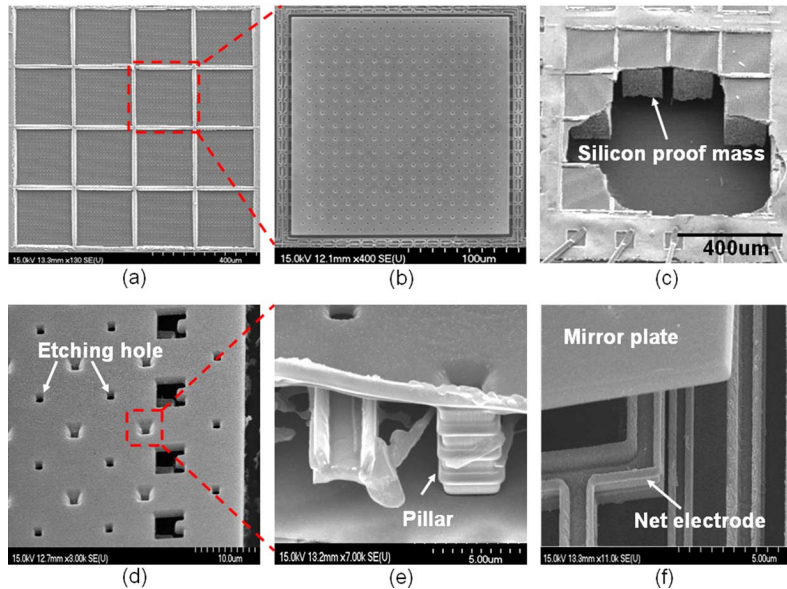 15.0kV 13.3mm x130 SE(U)
400um
(a)
15.0kV 12.1mm x400 SE(U)
100um
(b)
Silicon proof mass
400um
(c)
Etching hole
15.0kV 12.7mm x3.00k SE(U)
10.0um
(d)
Pillar
15.0kV 13.2mm x7.00k SE(U)
5.00um
(e)
Mirror plate
Net electrode
15.0kV 13.3mm x11.0k SE(U)
5.00um
(f)